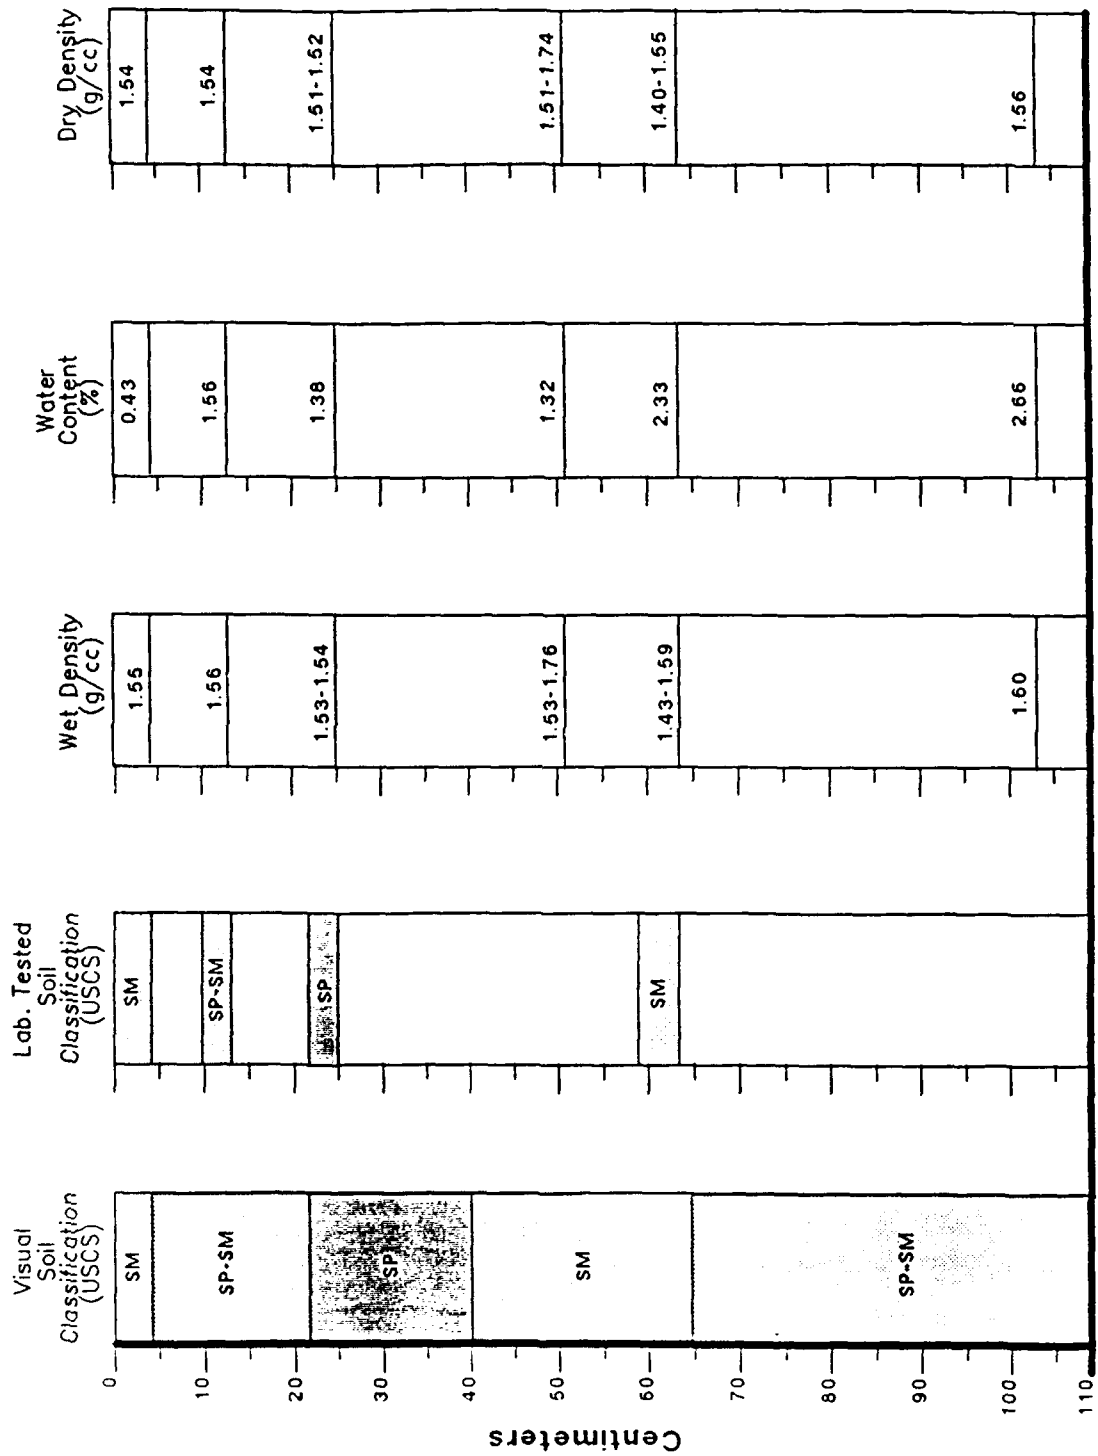 Visual
Soil
Classification
(USCS)
SM
SP-SM
SP
SM
SP-SM
Lab. Tested
Soil
Classification
(USCS)
SM
SP-SM
SP
SM
Wet Density
(g/cc)
1.55
1.56
1.53-1.54
1.53-1.76
1.43-1.59
1.60
Water
Content
(%)
0.43
1.56
1.38
1.32
2.33
2.66
Dry Density
(g/cc)
1.54
1.54
1.51-1.52
1.51-1.74
1.40-1.55
1.56
0
10
20
30
40
50
60
70
80
90
100
110
Centimeters